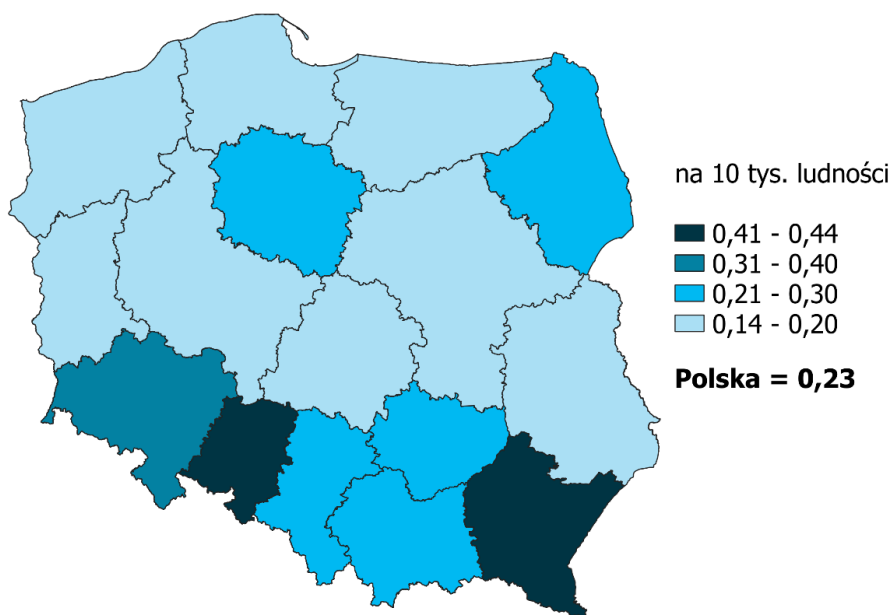 na 10 tys. ludności
0,41 - 0,44
0,31 - 0,40
0,21 - 0,30
0,14 - 0,20
Polska = 0,23